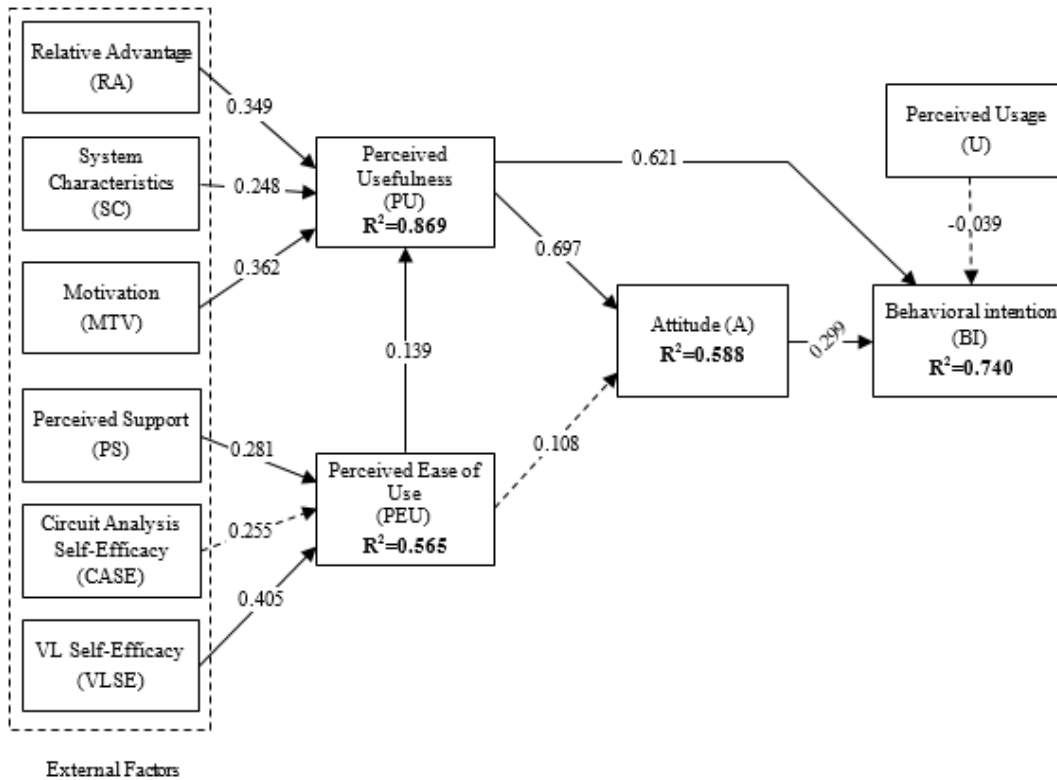 Relative Advantage
(RA)
0.349
System
Characteristics
(SC)
0.248
Motivation
(MTV)
0.362
Perceived Support
(PS)
0.281
Circuit Analysis
Self-Efficacy
(CASE)
0.255
VL Self-Efficacy
(VLSE)
0.405
External Factors
Perceived
Usefulness
(PU)
R²=0.869
0.139
Perceived Ease of
Use
(PEU)
R²=0.565
0.621
0.697
0.108
Attitude (A)
R²=0.588
0.299
Perceived Usage
(U)
-0.039
Behavioral intention
(BI)
R²=0.740